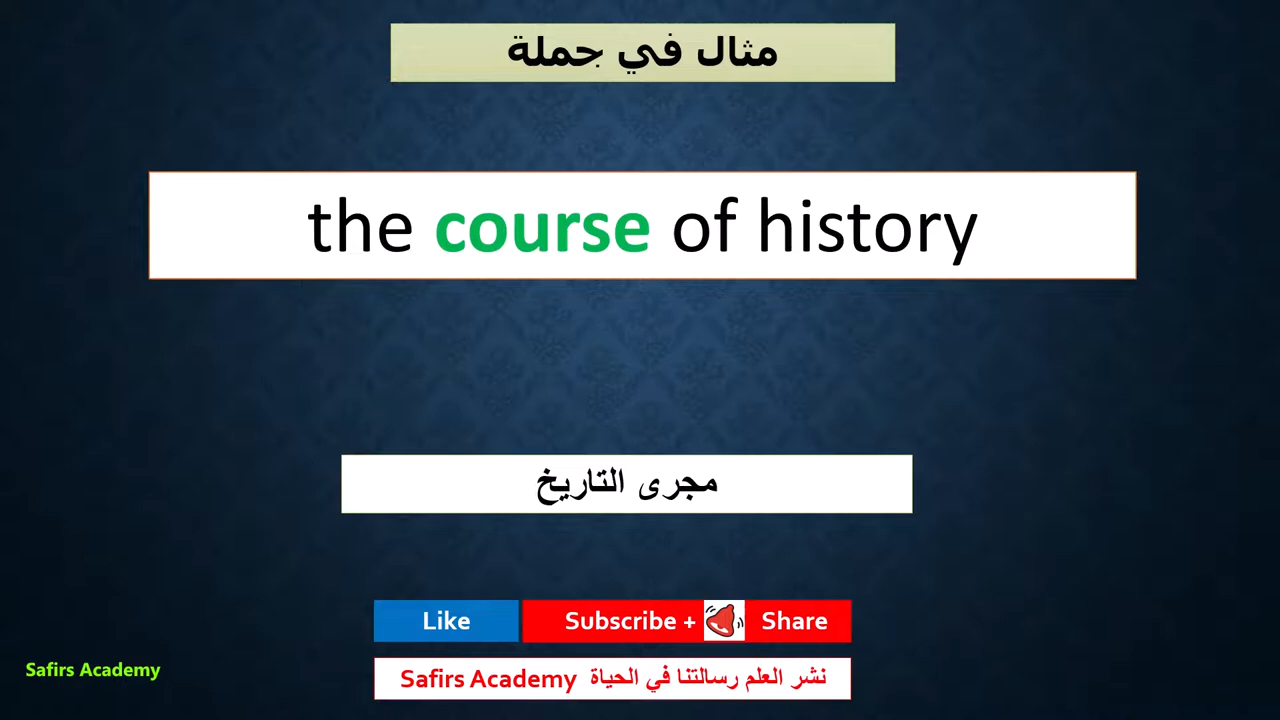 مثال في جملة
the course of history
مجرى التاريخ
Like Subscribe + Share
نشر العلم رسالتنا في الحياة Safirs Academy
Safirs Academy